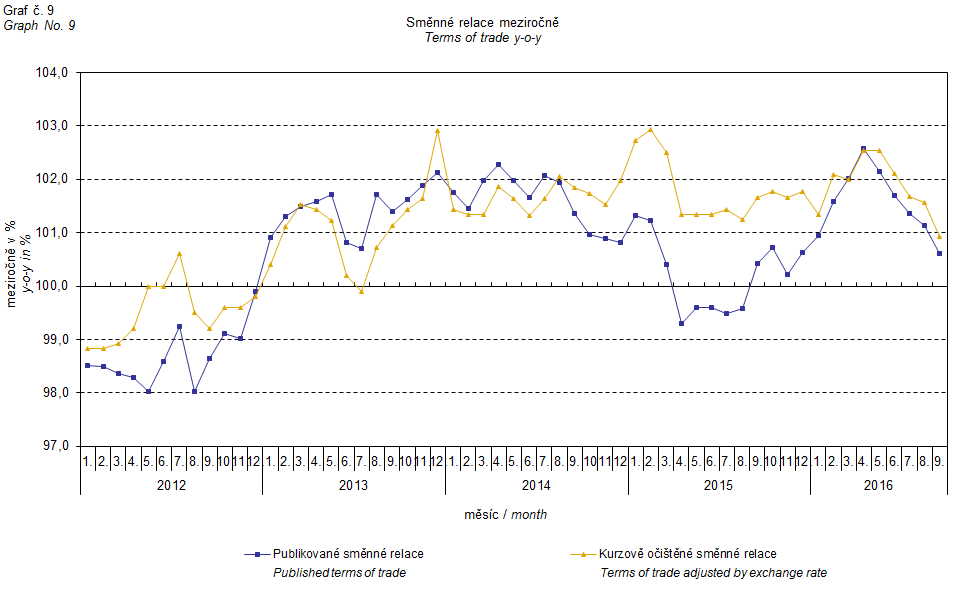 Graf č. 9
Graph No. 9
Směnné relace meziročně
Terms of trade y-o-y
104,0
103,0
102,0
101,0
100,0
99,0
98,0
97,0
meziročně v %
y-o-y in %
1. 2. 3. 4. 5. 6. 7. 8. 9. 10 11 12 1. 2. 3. 4. 5. 6. 7. 8. 9. 10 11 12 1. 2. 3. 4. 5. 6. 7. 8. 9. 10 11 12 1. 2. 3. 4. 5. 6. 7. 8. 9. 10 11 12 1. 2. 3. 4. 5. 6. 7. 8. 9.
2012 2013 2014 2015 2016
měsíc / month
Publikované směnné relace Kurzově očištěné směnné relace
Published terms of trade Terms of trade adjusted by exchange rate